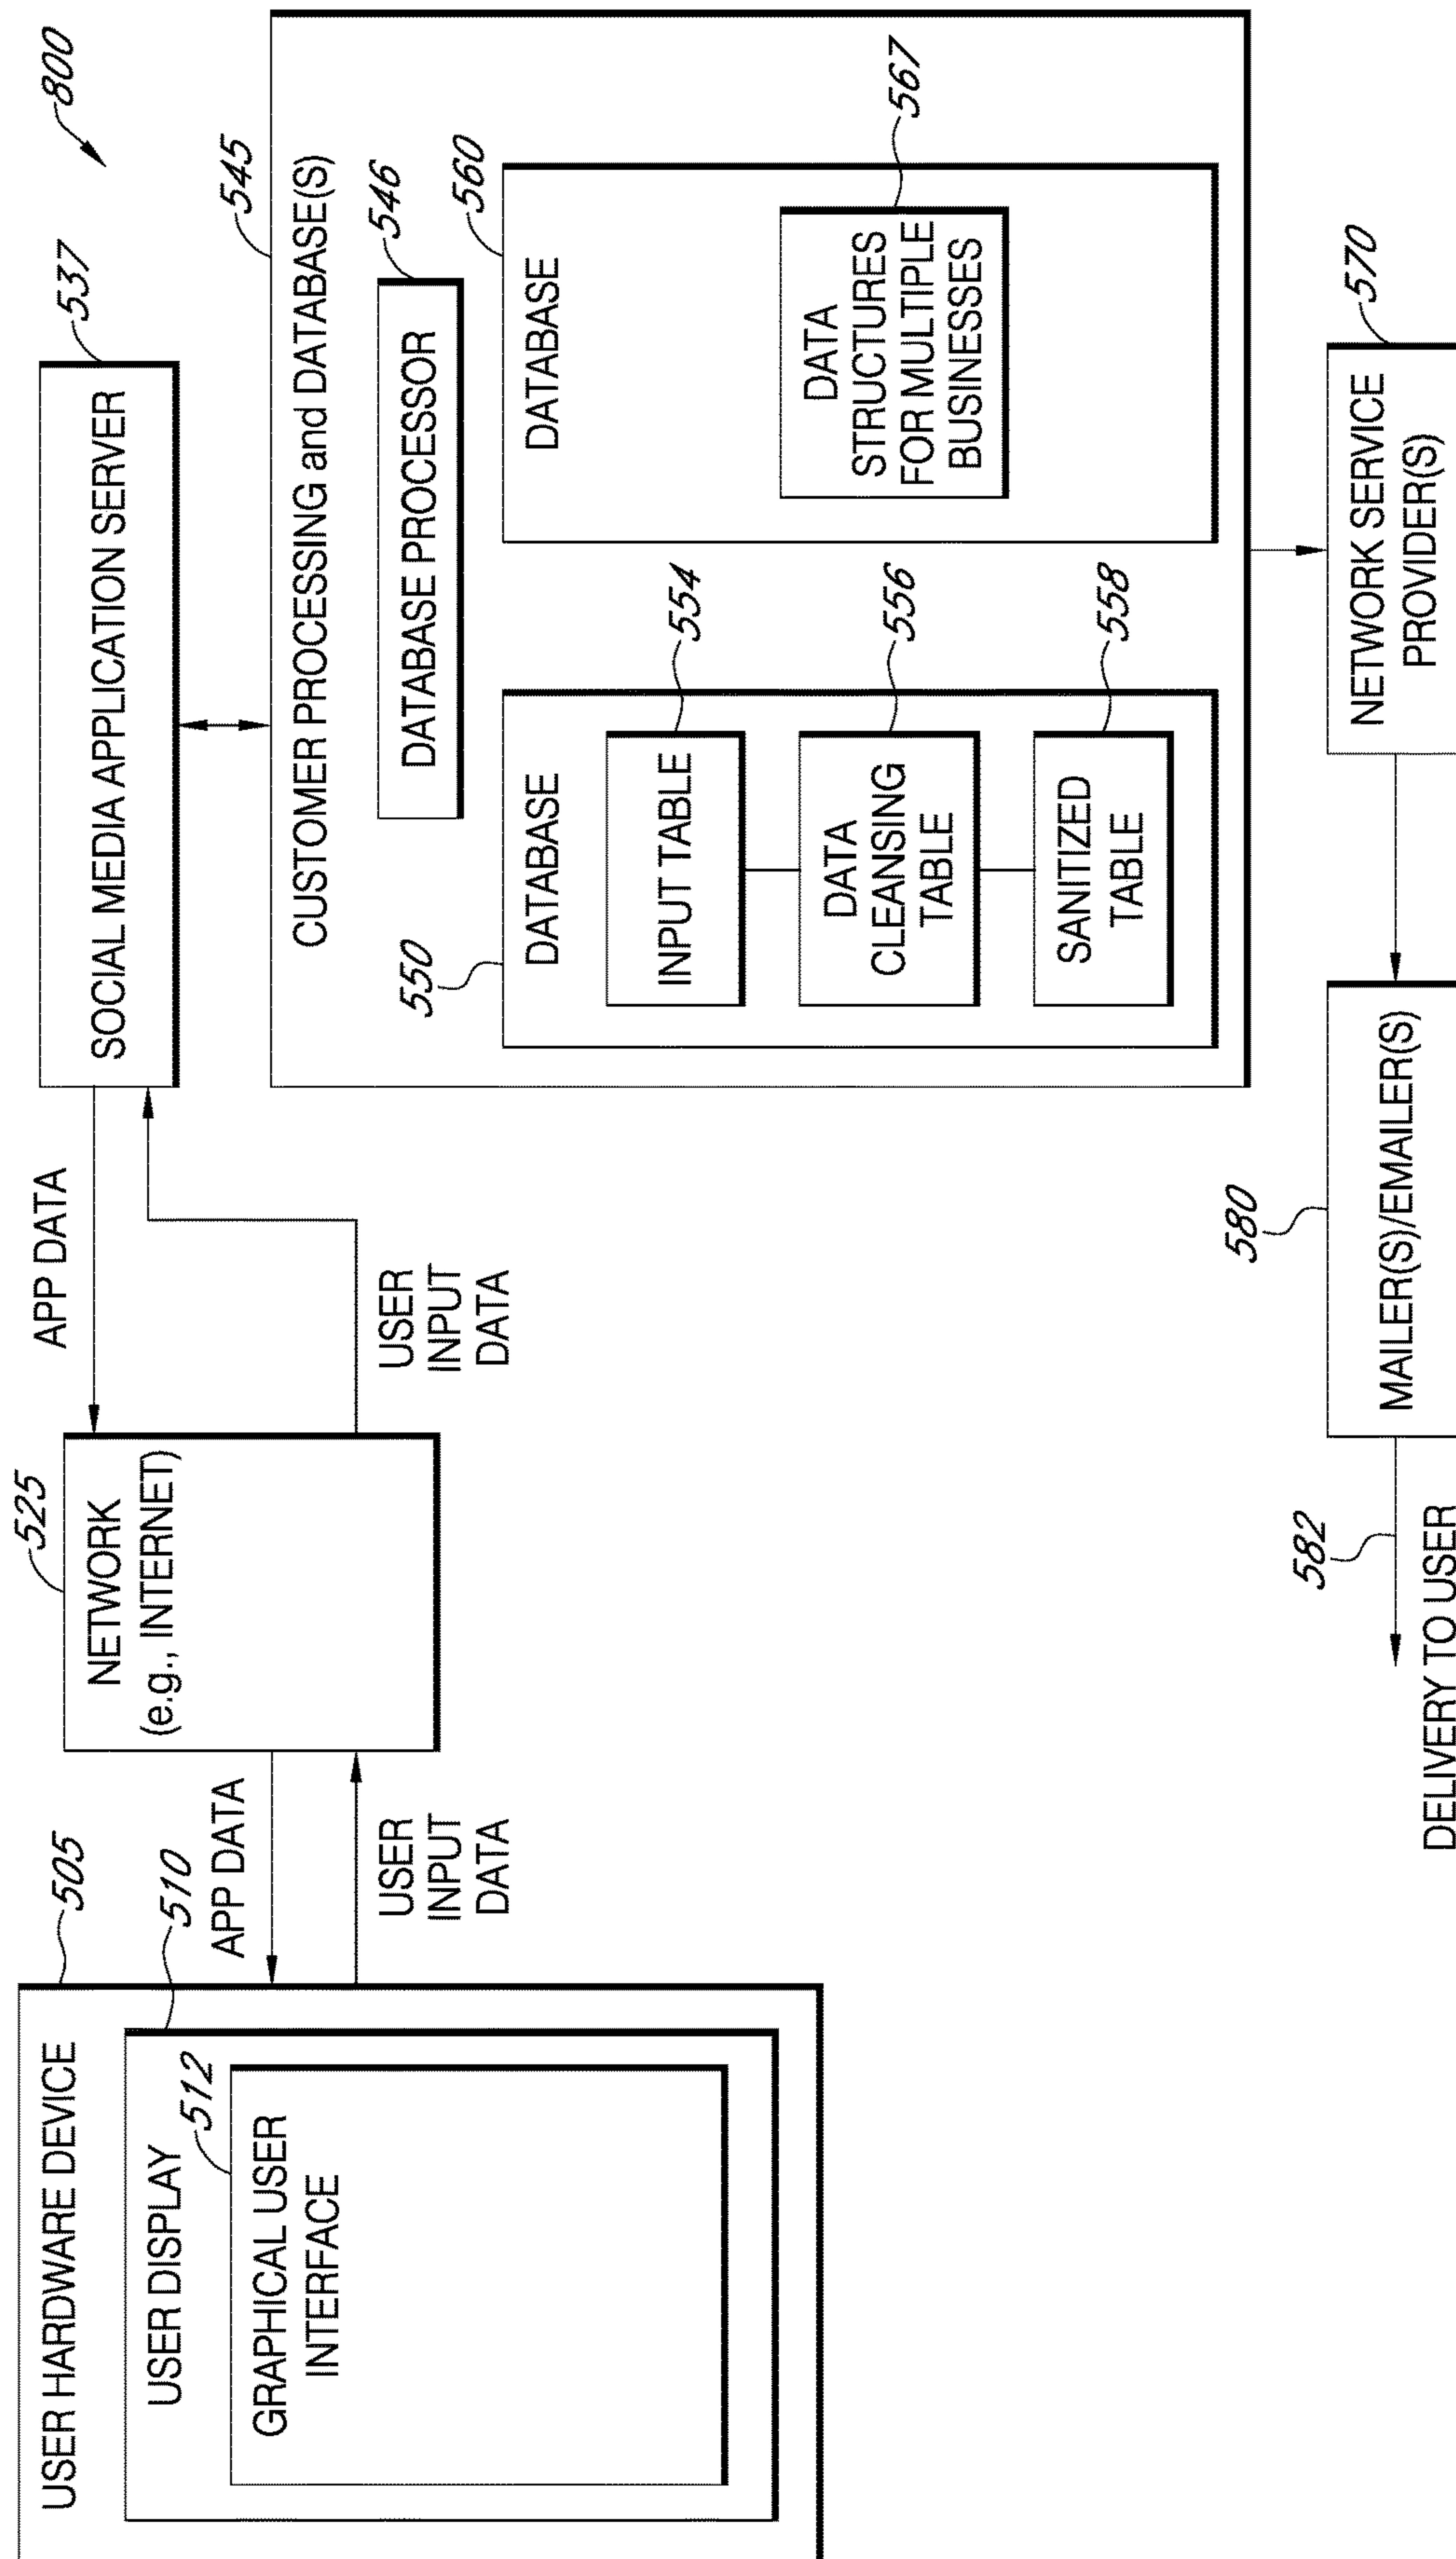 800
USER HARDWARE DEVICE
505
USER DISPLAY
510
GRAPHICAL USER
INTERFACE
512
APP DATA
USER
INPUT
DATA
525
NETWORK
(e.g., INTERNET)
APP DATA
USER
INPUT
DATA
537
SOCIAL MEDIA APPLICATION SERVER
545
CUSTOMER PROCESSING and DATABASE(S)
546
DATABASE PROCESSOR
550
DATABASE
554
INPUT TABLE
556
DATA
CLEANSING
TABLE
558
SANITIZED
TABLE
560
DATABASE
567
DATA
STRUCTURES
FOR MULTIPLE
BUSINESSES
570
NETWORK SERVICE
PROVIDER(S)
580
MAILER(S)/EMAILER(S)
582
DELIVERY TO USER